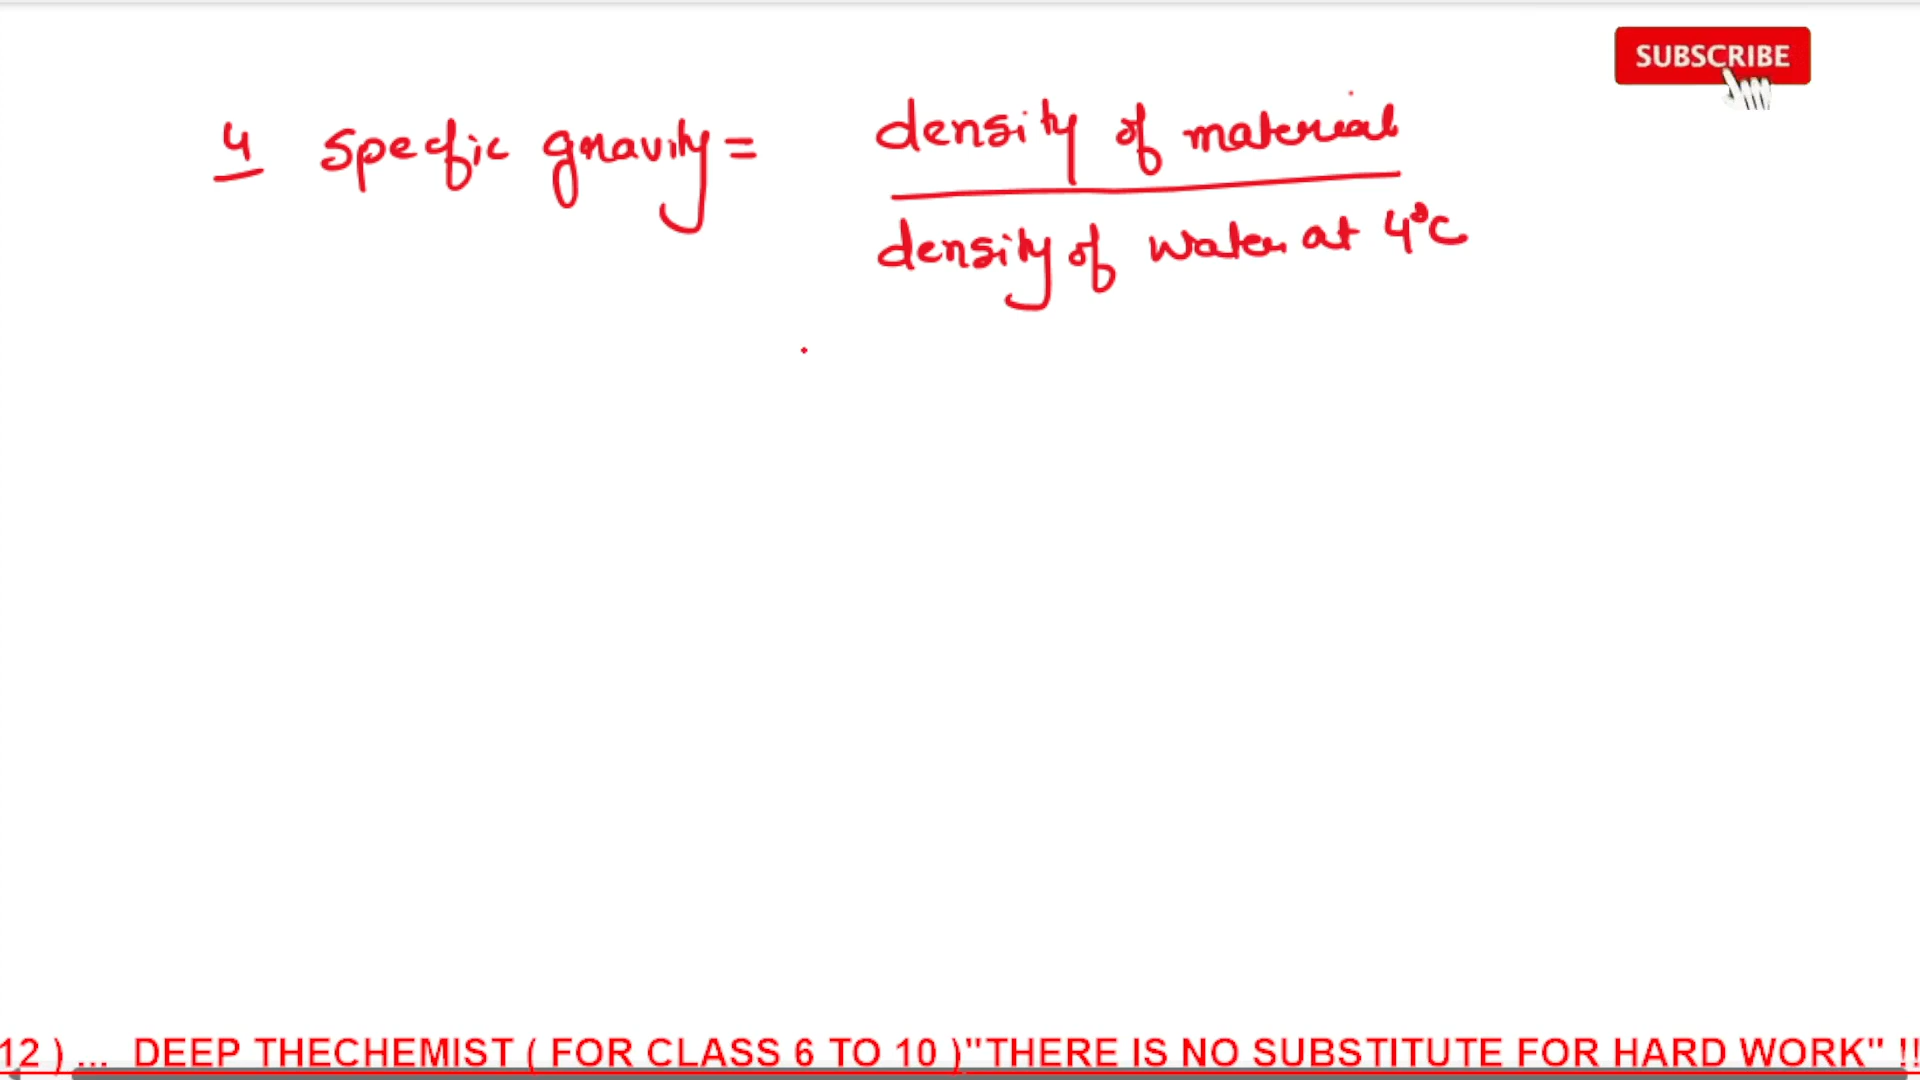 SUBSCRIBE
4 specific gravity = density of material
density of water at 4°C
12 ) ... DEEP THECHEMIST ( FOR CLASS 6 TO 10 )"THERE IS NO SUBSTITUTE FOR HARD WORK" !!